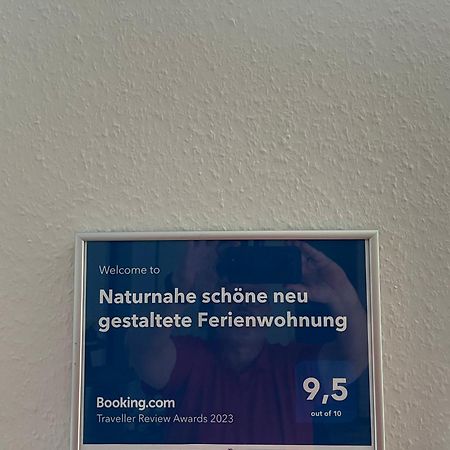 Welcome to
Naturnahe schöne neu
gestaltete Ferienwohnung
Booking.com
Traveller Review Awards 2023
9,5
out of 10